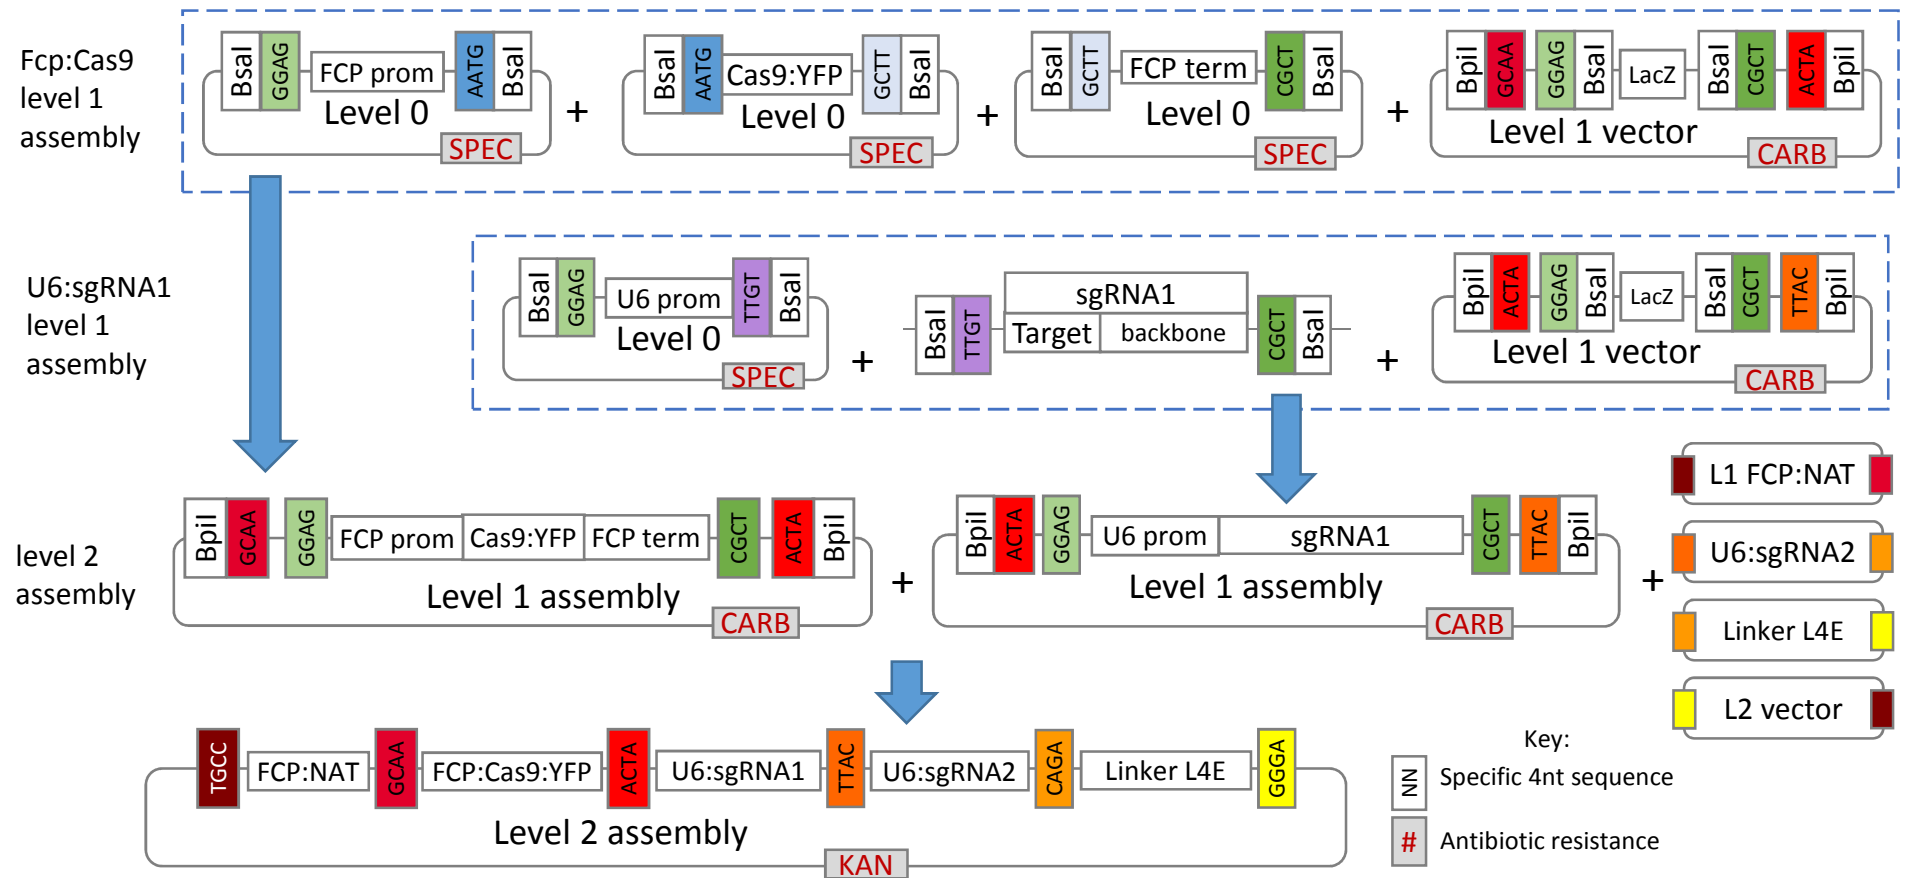 Fcp:Cas9
level 1
assembly
BsaI GGAG FCP prom AATG BsaI
Level 0
SPEC
+
BsaI AATG Cas9:YFP GCTT BsaI
Level 0
SPEC
+
BsaI GCTT FCP term CGCT BsaI
Level 0
SPEC
+
BpiI GCAA GGAG BsaI LacZ BsaI CGCT ACTA BpiI
Level 1 vector
CARB
U6:sgRNA1
level 1
assembly
BsaI GGAG U6 prom TTGT BsaI
Level 0
SPEC
+
BsaI TTGT sgRNA1 CGCT BsaI
Target backbone
+
BpiI ACTA GGAG BsaI LacZ BsaI CGCT TTAC BpiI
Level 1 vector
CARB
level 2
assembly
BpiI GCAA GGAG FCP prom Cas9:YFP FCP term CGCT ACTA BpiI
Level 1 assembly
CARB
+
BpiI ACTA GGAG U6 prom sgRNA1 CGCT TTAC BpiI
Level 1 assembly
CARB
+
L1 FCP:NAT
U6:sgRNA2
Linker L4E
L2 vector
TGCC FCP:NAT GCAA FCP:Cas9:YFP ACTA U6:sgRNA1 TTAC U6:sgRNA2 CAGA Linker L4E GGGA
Level 2 assembly
KAN
Key:
NN Specific 4nt sequence
# Antibiotic resistance